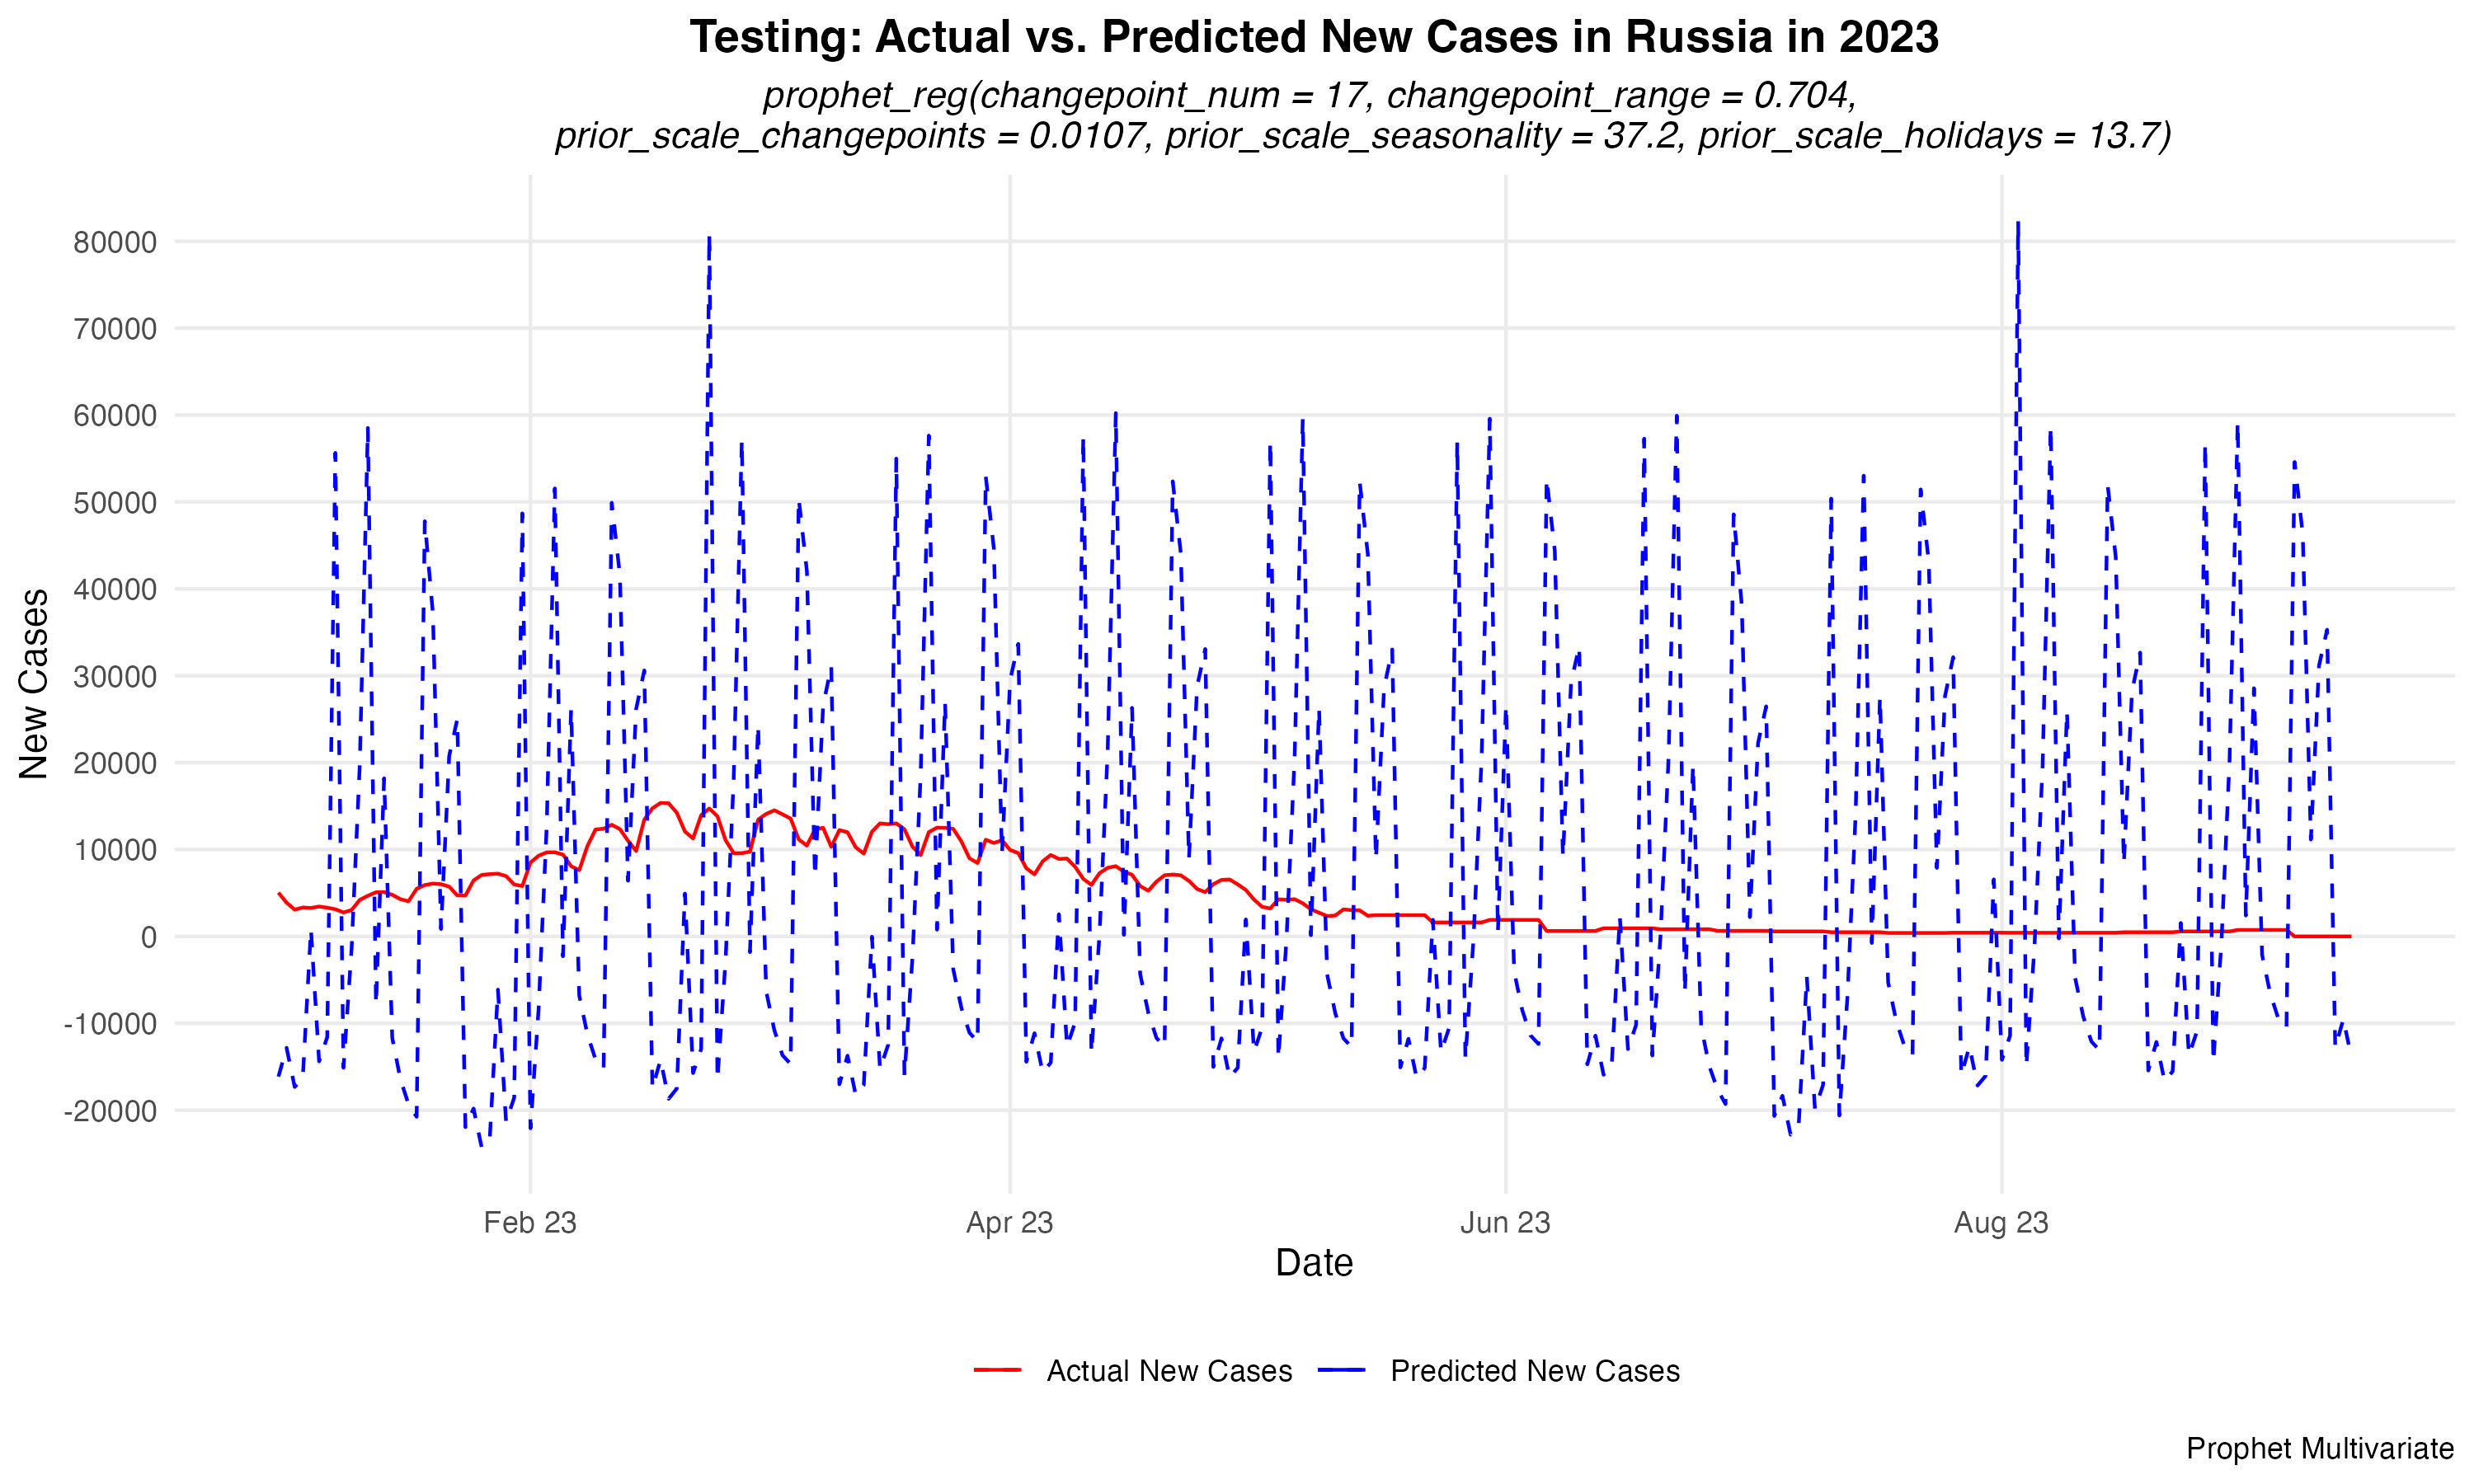 Testing: Actual vs. Predicted New Cases in Russia in 2023
prophet_reg(changepoint_num = 17, changepoint_range = 0.704,
prior_scale_changepoints = 0.0107, prior_scale_seasonality = 37.2, prior_scale_holidays = 13.7)
New Cases
80000
70000
60000
50000
40000
30000
20000
10000
0
-10000
-20000
Feb 23
Apr 23
Jun 23
Aug 23
Date
Actual New Cases
Predicted New Cases
Prophet Multivariate